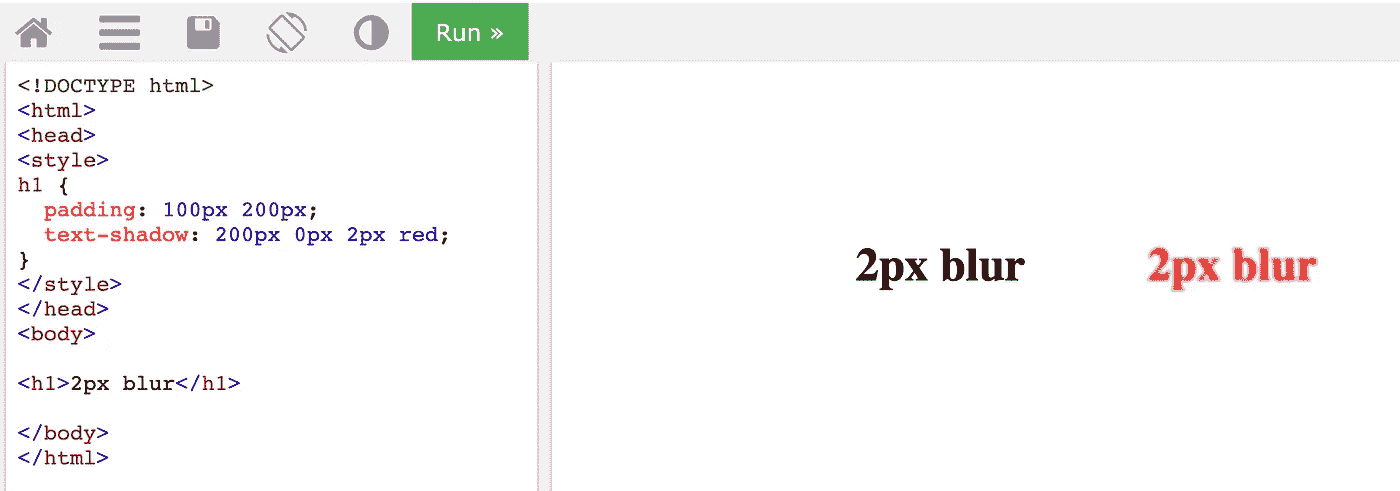 Run »
<!DOCTYPE html>
<html>
<head>
<style>
h1 {
  padding: 100px 200px;
  text-shadow: 200px 0px 2px red;
}
</style>
</head>
<body>
<h1>2px blur</h1>
</body>
</html>
2px blur 2px blur